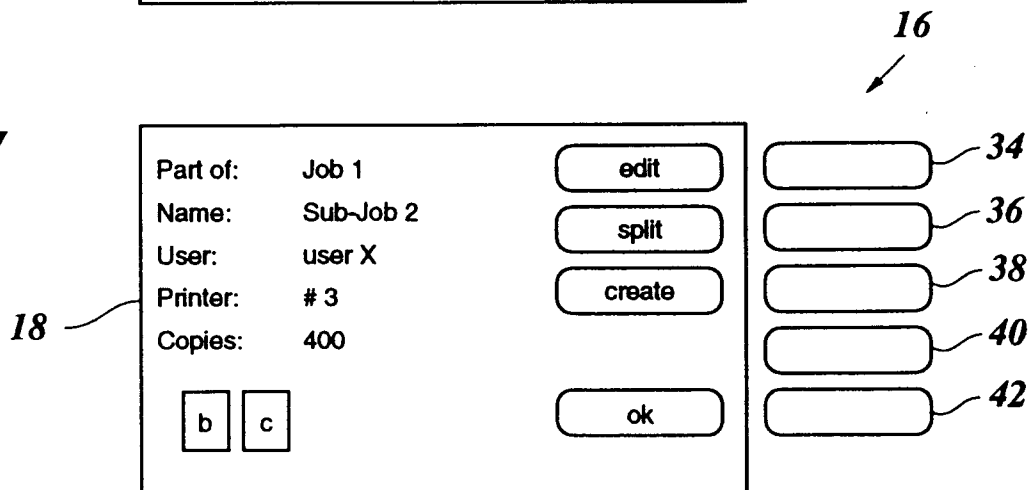 16
Part of: Job 1 edit 34
Name: Sub-Job 2 split 36
User: user X
Printer: # 3 create 38
18
Copies: 400 40
b c ok 42